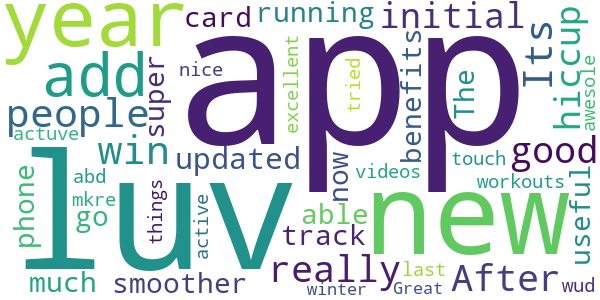 year
card
running
initial
app
Its
hiccup
add
super
nice
excellent
tried
benefits
The
awesole
people
actuve
win
updated
now
good
luv
new
phone
abd
mkre
go
things
active
able
track
videos
touch
workouts
useful
much
smoother
really
last
winter
Great
After
wud